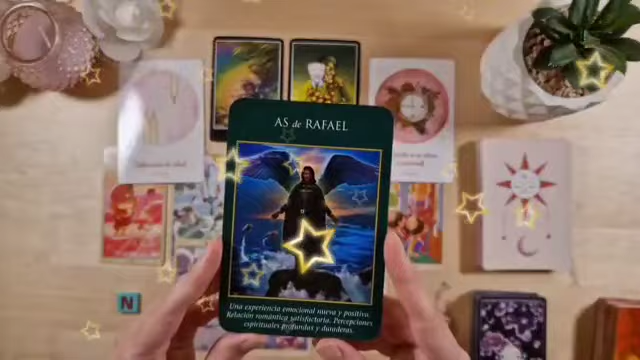 AS de RAFAEL
Una experiencia emocional nueva y positiva.
Relación romántica satisfactoria. Percepciones
espirituales profundas y duraderas.
N